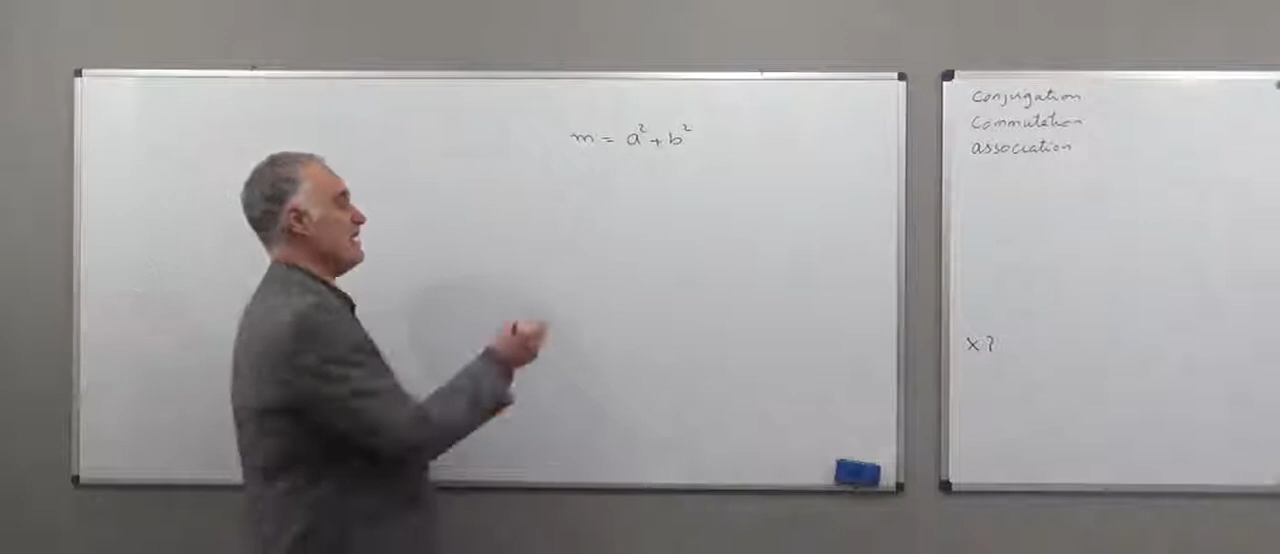 m = a² + b²
Conjugation
Commutation
association
x?